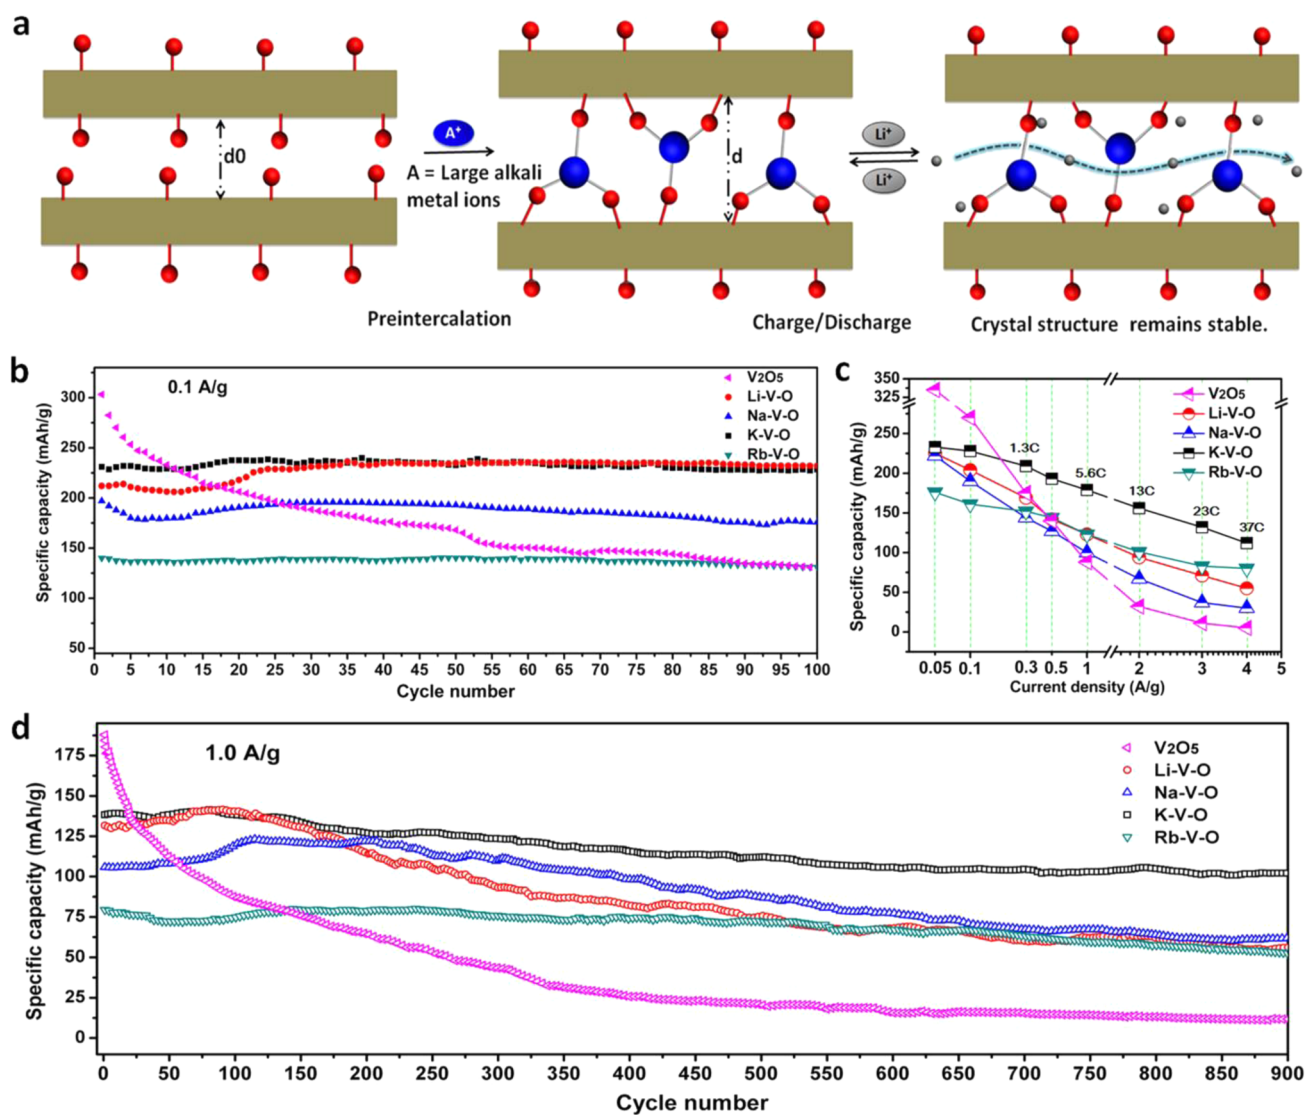 a
d0
A⁺
A = Large alkali
metal ions
d
Li⁺
Li⁺
Preintercalation
Charge/Discharge
Crystal structure remains stable.
b
0.1 A/g
V2O5
Li-V-O
Na-V-O
K-V-O
Rb-V-O
Specific capacity (mAh/g)
300
250
200
150
100
50
0 5 10 15 20 25 30 35 40 45 50 55 60 65 70 75 80 85 90 95 100
Cycle number
c
V2O5
Li-V-O
Na-V-O
K-V-O
Rb-V-O
1.3C
5.6C
13C
23C
37C
Specific capacity (mAh/g)
350
325
250
200
150
100
50
0
0.05 0.1 0.3 0.5 1 2 3 4 5
Current density (A/g)
d
1.0 A/g
V2O5
Li-V-O
Na-V-O
K-V-O
Rb-V-O
Specific capacity (mAh/g)
175
150
125
100
75
50
25
0
0 50 100 150 200 250 300 350 400 450 500 550 600 650 700 750 800 850 900
Cycle number